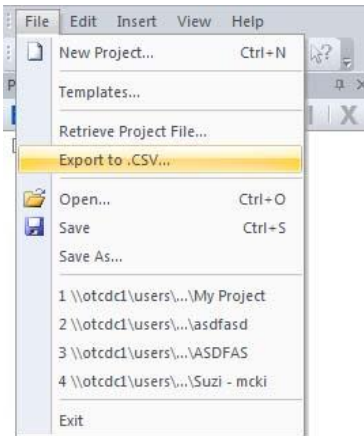 File Edit Insert View Help
New Project... Ctrl+N
Templates...
Retrieve Project File...
Export to .CSV...
Open... Ctrl+O
Save Ctrl+S
Save As...
1 \\otcdc1\users\...\My Project
2 \\otcdc1\users\...\asdfasd
3 \\otcdc1\users\...\ASDFAS
4 \\otcdc1\users\...\Suzi - mcki
Exit